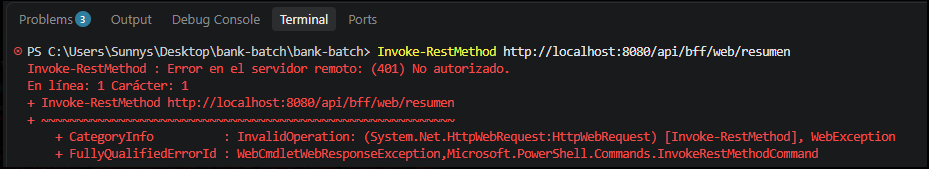 Problems 3 Output Debug Console Terminal Ports
PS C:\Users\Sunnys\Desktop\bank-batch\bank-batch> Invoke-RestMethod http://localhost:8080/api/bff/web/resumen
Invoke-RestMethod : Error en el servidor remoto: (401) No autorizado.
En línea: 1 Carácter: 1
+ Invoke-RestMethod http://localhost:8080/api/bff/web/resumen
+ ~~~~~~~~~~~~~~~~~~~~~~~~~~~~~~~~~~~~~~~~~~~~~~~~~~~~~~~~~~~
    + CategoryInfo          : InvalidOperation: (System.Net.HttpWebRequest:HttpWebRequest) [Invoke-RestMethod], WebException
    + FullyQualifiedErrorId : WebCmdletWebResponseException,Microsoft.PowerShell.Commands.InvokeRestMethodCommand